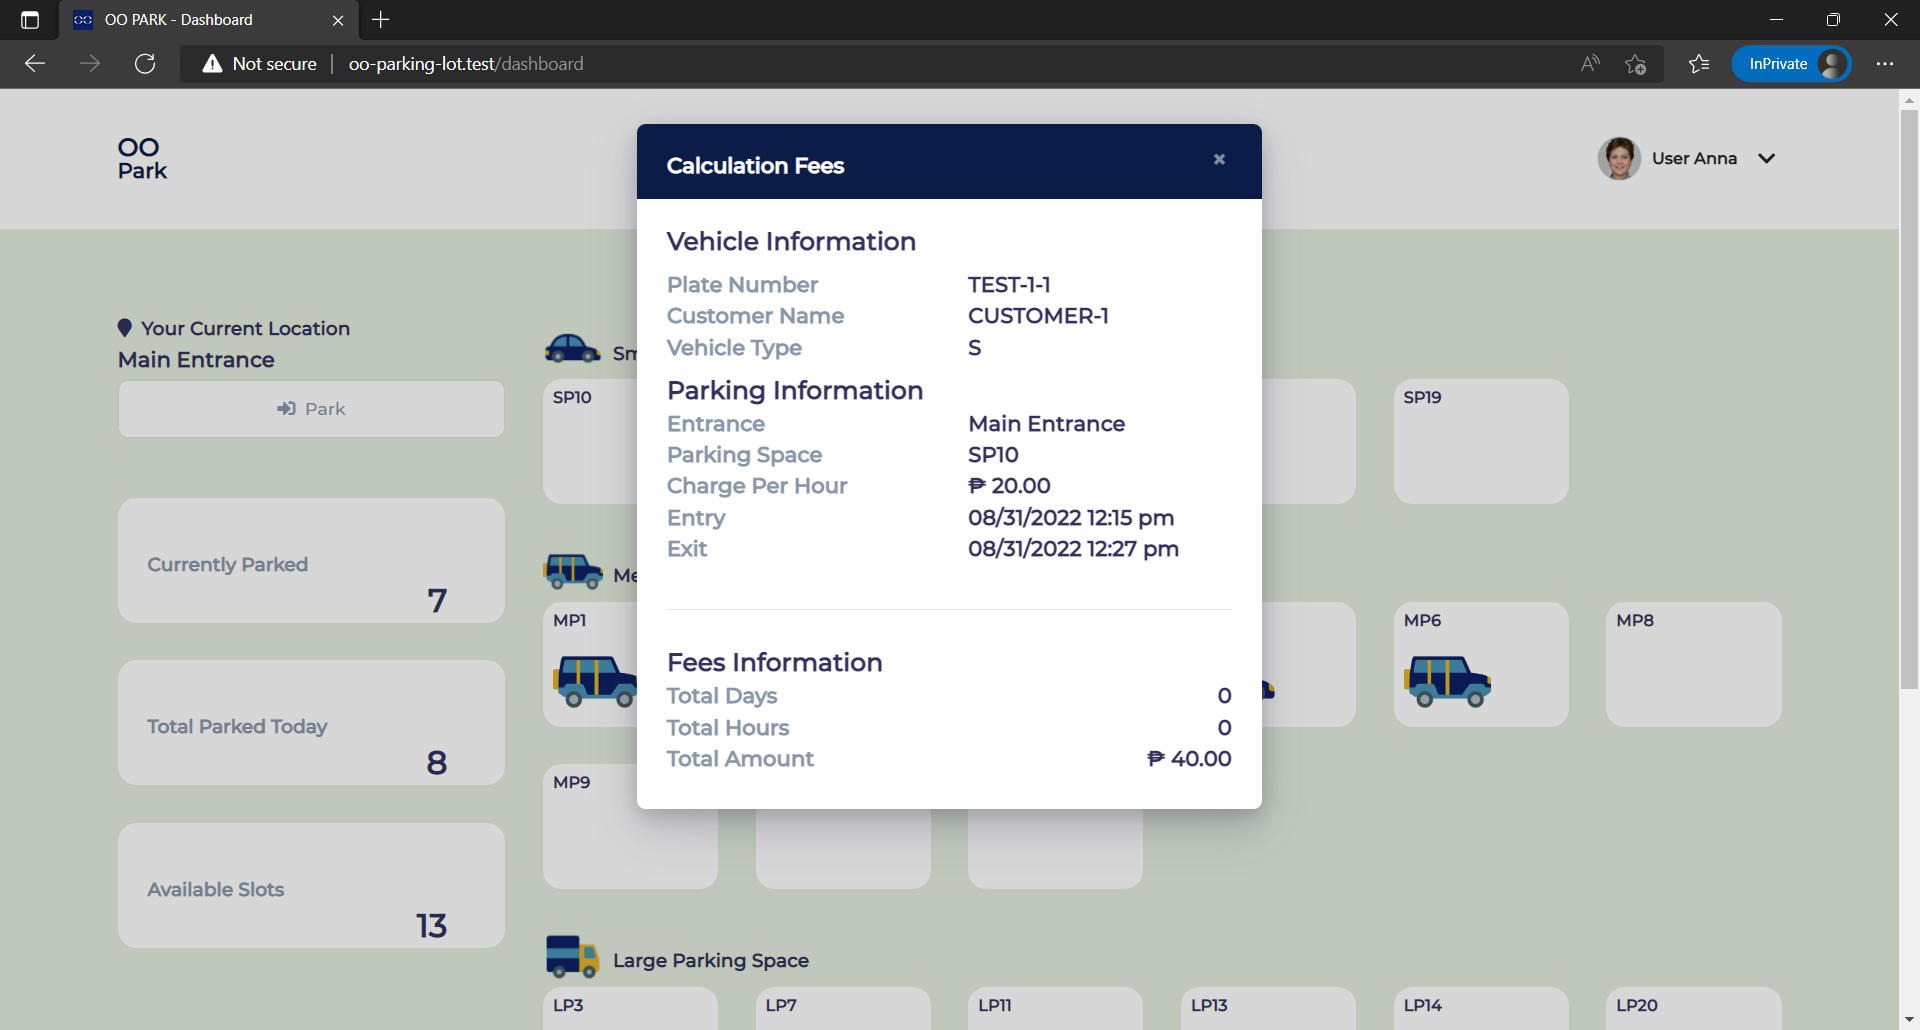 OO PARK - Dashboard
Not secure
oo-parking-lot.test/dashboard
InPrivate
OO
Park
User Anna
Calculation Fees
Vehicle Information
Plate Number TEST-1-1
Customer Name CUSTOMER-1
Vehicle Type S
Parking Information
Entrance Main Entrance
Parking Space SP10
Charge Per Hour ₱ 20.00
Entry 08/31/2022 12:15 pm
Exit 08/31/2022 12:27 pm
Fees Information
Total Days 0
Total Hours 0
Total Amount ₱ 40.00
Your Current Location
Main Entrance
Park
Currently Parked
7
Total Parked Today
8
Available Slots
13
Sm
SP10
SP19
Me
MP1
MP6
MP8
MP9
Large Parking Space
LP3
LP7
LP11
LP13
LP14
LP20